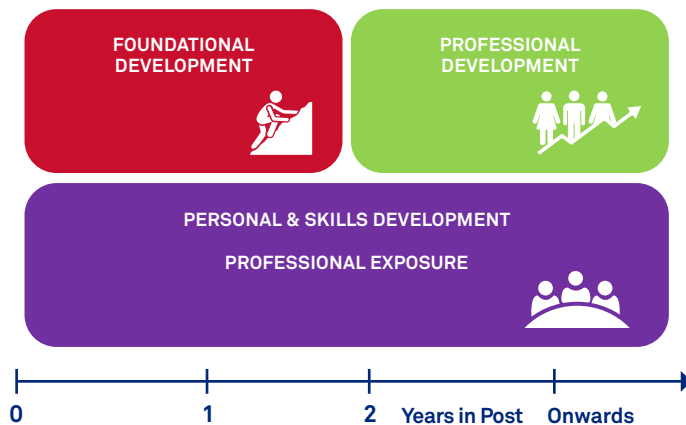 FOUNDATIONAL
DEVELOPMENT
PROFESSIONAL
DEVELOPMENT
PERSONAL & SKILLS DEVELOPMENT
PROFESSIONAL EXPOSURE
0 1 2 Years in Post Onwards